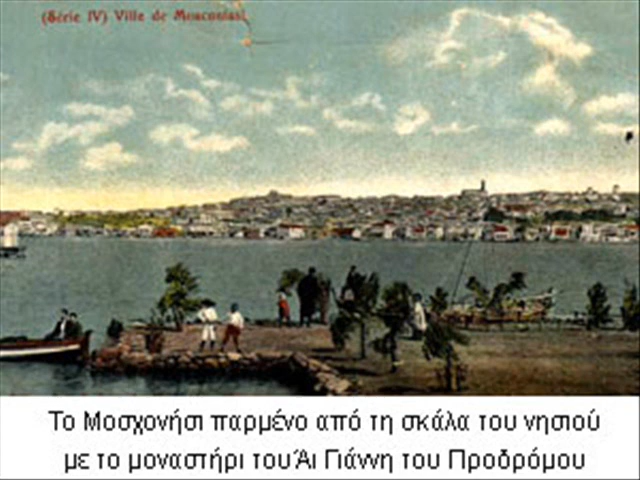 (Série IV) Ville de Mosconissi
Το Μοσχονήσι παρμένο από τη σκάλα του νησιού
με το μοναστήρι του Άι Γιάννη του Προδρόμου